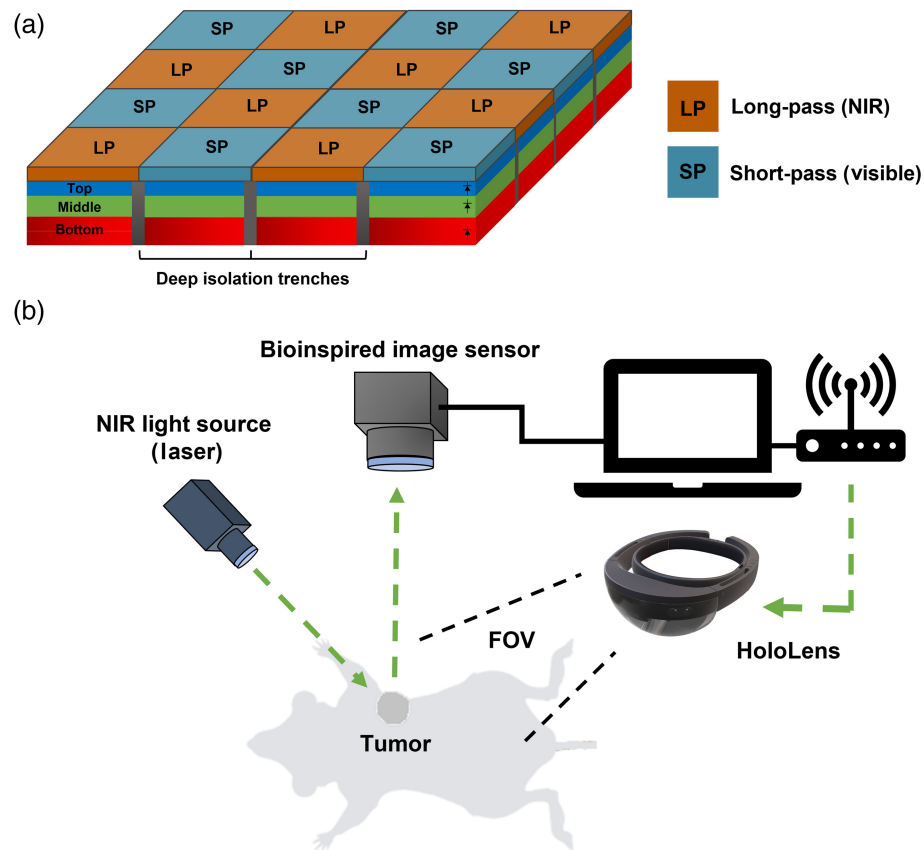 (a)
SP LP SP LP
LP SP LP SP
SP LP SP LP
LP SP LP SP
Top
Middle
Bottom
Deep isolation trenches
LP Long-pass (NIR)
SP Short-pass (visible)
(b)
Bioinspired image sensor
NIR light source
(laser)
FOV
HoloLens
Tumor